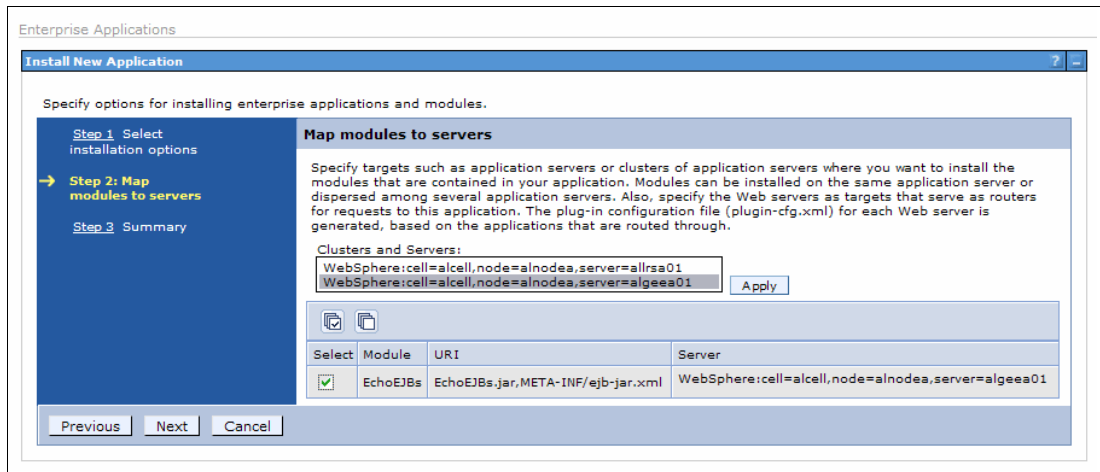 Enterprise Applications
Install New Application
?
Specify options for installing enterprise applications and modules.
Step 1 Select
installation options
Step 2: Map
modules to servers
Step 3 Summary
Map modules to servers
Specify targets such as application servers or clusters of application servers where you want to install the
modules that are contained in your application. Modules can be installed on the same application server or
dispersed among several application servers. Also, specify the Web servers as targets that serve as routers
for requests to this application. The plug-in configuration file (plugin-cfg.xml) for each Web server is
generated, based on the applications that are routed through.
Clusters and Servers:
WebSphere:cell=alcell,node=alnodea,server=allrsa01
WebSphere:cell=alcell,node=alnodea,server=algeea01
Apply
Select Module URI Server
EchoEJBs EchoEJBs.jar,META-INF/ejb-jar.xml WebSphere:cell=alcell,node=alnodea,server=algeea01
Previous Next Cancel